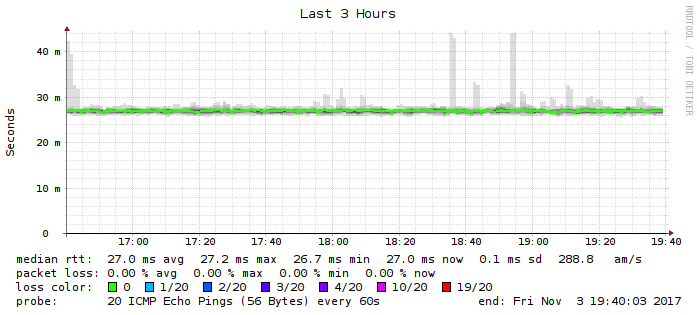 Last 3 Hours
RRDTOOL / TOBI OETIKER
Seconds
40 m
30 m
20 m
10 m
0
17:00 17:20 17:40 18:00 18:20 18:40 19:00 19:20 19:40
median rtt: 27.0 ms avg 27.2 ms max 26.7 ms min 27.0 ms now 0.1 ms sd 288.8 am/s
packet loss: 0.00 % avg 0.00 % max 0.00 % min 0.00 % now
loss color: 0 1/20 2/20 3/20 4/20 10/20 19/20
probe: 20 ICMP Echo Pings (56 Bytes) every 60s end: Fri Nov 3 19:40:03 2017